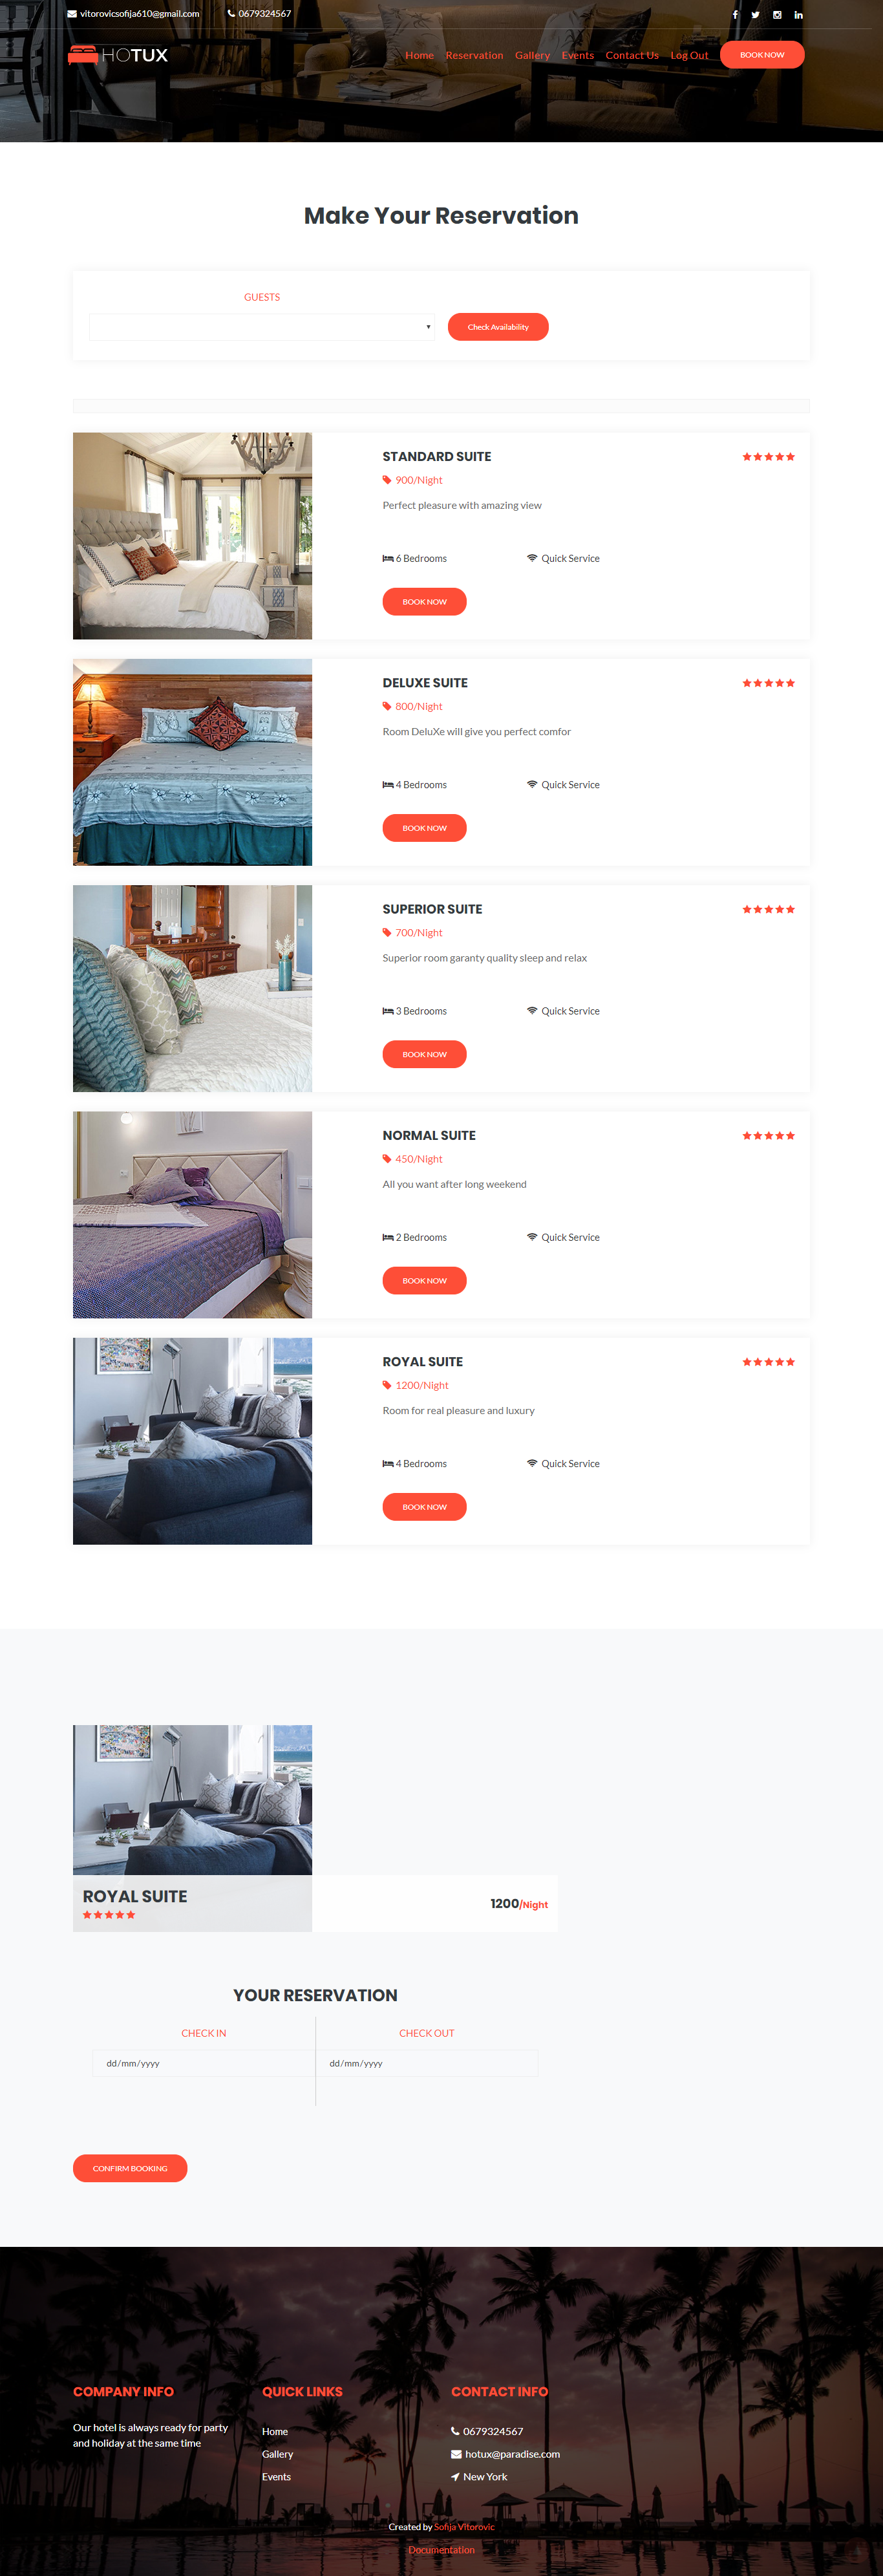 vitorovicsofija610@gmail.com 0679324567
HOTUX Home Reservation Gallery Events Contact Us Log Out BOOK NOW
Make Your Reservation
GUESTS
Check Availability
STANDARD SUITE
900/Night
Perfect pleasure with amazing view
6 Bedrooms Quick Service
BOOK NOW
DELUXE SUITE
800/Night
Room DeluXe will give you perfect comfor
4 Bedrooms Quick Service
BOOK NOW
SUPERIOR SUITE
700/Night
Superior room garanty quality sleep and relax
3 Bedrooms Quick Service
BOOK NOW
NORMAL SUITE
450/Night
All you want after long weekend
2 Bedrooms Quick Service
BOOK NOW
ROYAL SUITE
1200/Night
Room for real pleasure and luxury
4 Bedrooms Quick Service
BOOK NOW
ROYAL SUITE
1200/Night
YOUR RESERVATION
CHECK IN CHECK OUT
dd/mm/yyyy dd/mm/yyyy
CONFIRM BOOKING
COMPANY INFO
Our hotel is always ready for party
and holiday at the same time
QUICK LINKS
Home
Gallery
Events
CONTACT INFO
0679324567
hotux@paradise.com
New York
Created by Sofija Vitorovic
Documentation